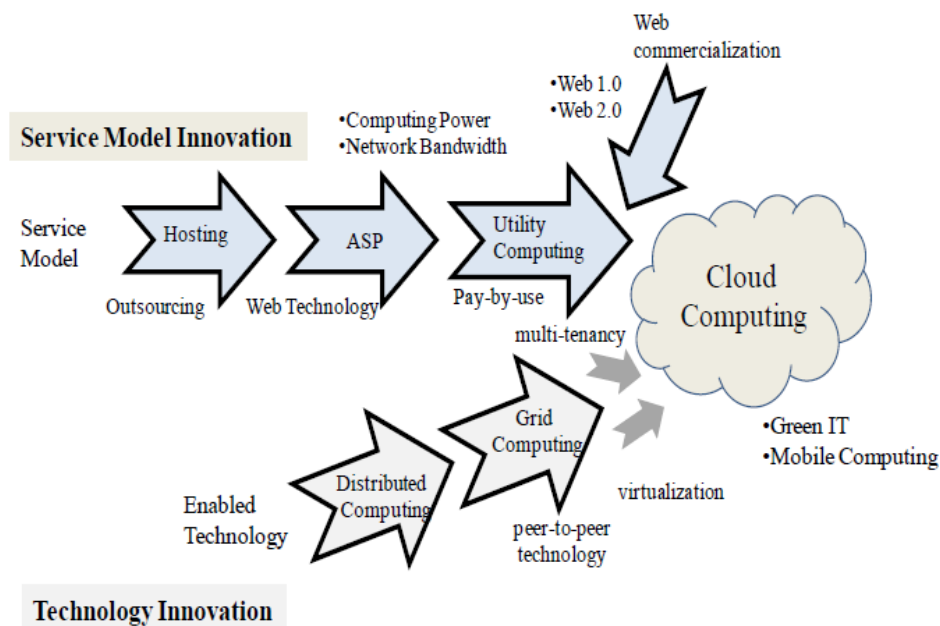 Web
commercialization
•Web 1.0
•Web 2.0
•Computing Power
•Network Bandwidth
Service Model Innovation
Service
Model
Hosting
ASP
Utility
Computing
Outsourcing
Web Technology
Pay-by-use
Cloud
Computing
multi-tenancy
Grid
Computing
•Green IT
•Mobile Computing
Distributed
Computing
virtualization
Enabled
Technology
peer-to-peer
technology
Technology Innovation